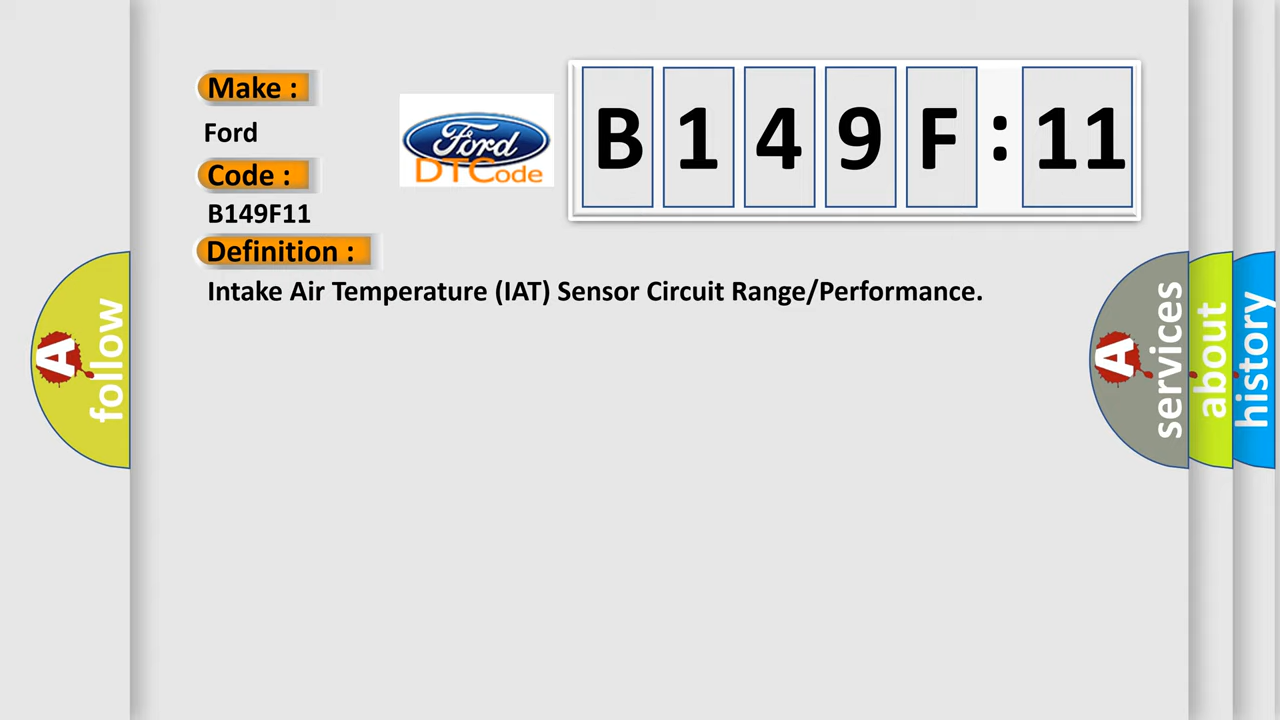 Make :
Ford
Code :
B149F11
Definition :
Intake Air Temperature (IAT) Sensor Circuit Range/Performance.
Ford
DTCode
B 1 4 9 F : 11
A follow
A services
about
history